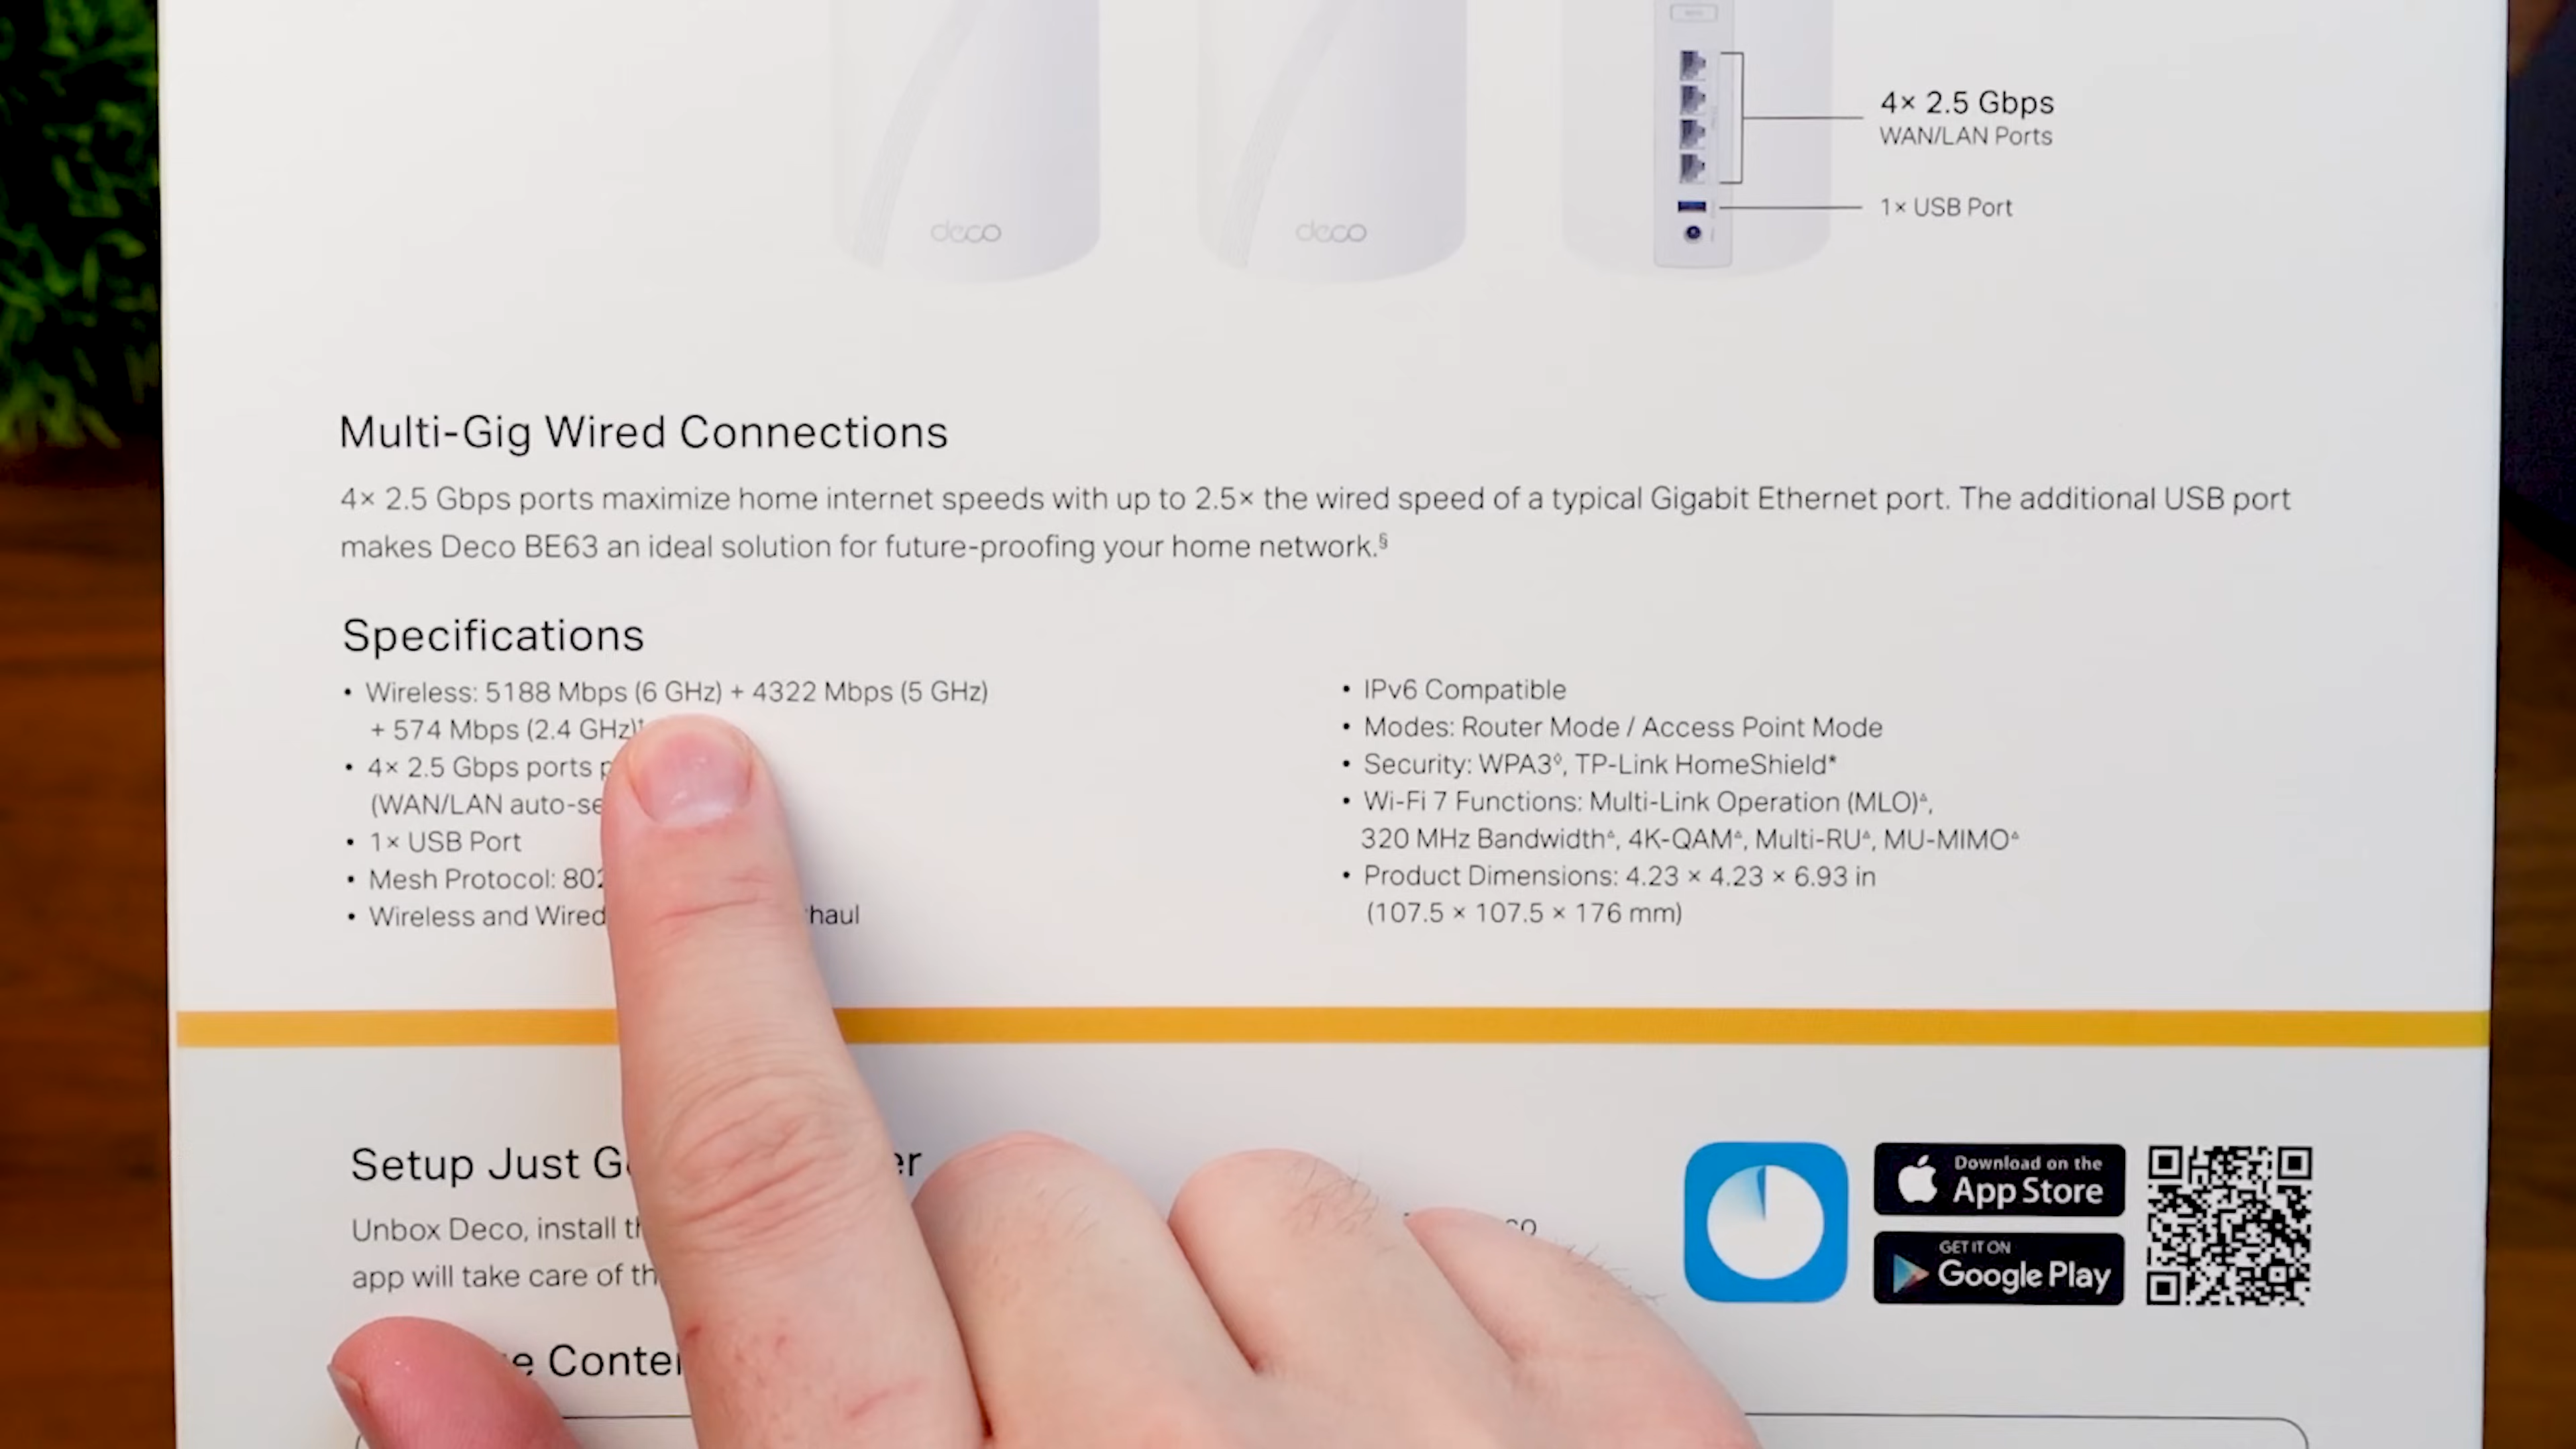 deco
deco
4× 2.5 Gbps
WAN/LAN Ports
1× USB Port
Multi-Gig Wired Connections
4× 2.5 Gbps ports maximize home internet speeds with up to 2.5× the wired speed of a typical Gigabit Ethernet port. The additional USB port
makes Deco BE63 an ideal solution for future-proofing your home network.§
Specifications
• Wireless: 5188 Mbps (6 GHz) + 4322 Mbps (5 GHz)
+ 574 Mbps (2.4 GHz)†
• 4× 2.5 Gbps ports
(WAN/LAN
• 1× USB Port
• Mesh Protocol:
• Wireless and Wired
• IPv6 Compatible
• Modes: Router Mode / Access Point Mode
• Security: WPA3◊, TP-Link HomeShield*
• Wi-Fi 7 Functions: Multi-Link Operation (MLO)△,
320 MHz Bandwidth△, 4K-QAM△, Multi-RU△, MU-MIMO△
• Product Dimensions: 4.23 × 4.23 × 6.93 in
(107.5 × 107.5 × 176 mm)
Setup Just
Unbox Deco, install
app will take care of
Download on the
App Store
GET IT ON
Google Play